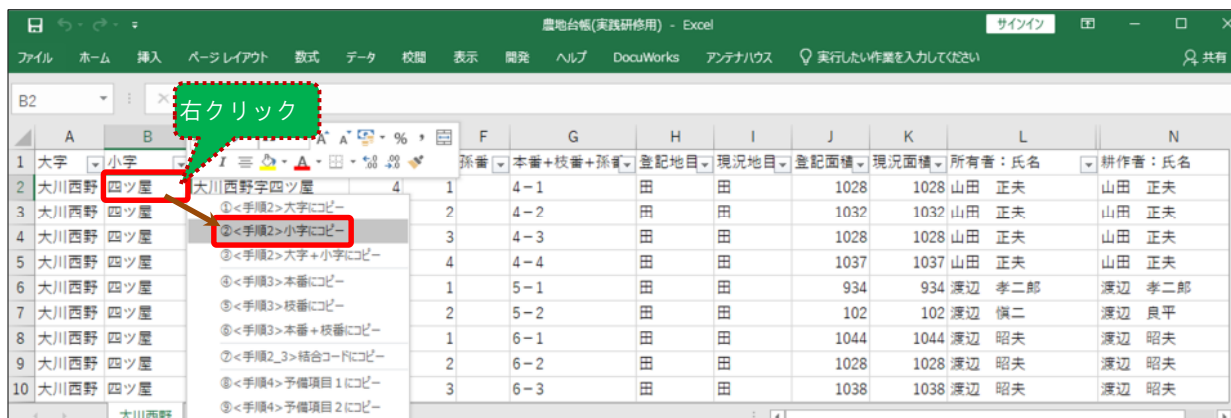 農地台帳(実践研修用) - Excel
サインイン
ファイル ホーム 挿入 ページ レイアウト 数式 データ 校閲 表示 開発 ヘルプ DocuWorks アンテナハウス 実行したい作業を入力してください 共有
B2
右クリック
A B F G H I J K L N
1 大字 小字 孫番 本番+枝番+孫番 登記地目 現況地目 登記面積 現況面積 所有者：氏名 耕作者：氏名
2 大川西野 四ツ屋 大川西野字四ツ屋 4 1 4-1 田 田 1028 1028 山田 正夫 山田 正夫
3 大川西野 四ツ屋 2 4-2 田 田 1032 1032 山田 正夫 山田 正夫
4 大川西野 四ツ屋 3 4-3 田 田 1028 1028 山田 正夫 山田 正夫
5 大川西野 四ツ屋 4 4-4 田 田 1037 1037 山田 正夫 山田 正夫
6 大川西野 四ツ屋 1 5-1 田 田 934 934 渡辺 孝二郎 渡辺 孝二郎
7 大川西野 四ツ屋 2 5-2 田 田 102 102 渡辺 愼二 渡辺 良平
8 大川西野 四ツ屋 1 6-1 田 田 1044 1044 渡辺 昭夫 渡辺 昭夫
9 大川西野 四ツ屋 2 6-2 田 田 1028 1028 渡辺 昭夫 渡辺 昭夫
10 大川西野 四ツ屋 3 6-3 田 田 1038 1038 渡辺 昭夫 渡辺 昭夫
①<手順2>大字にコピー
②<手順2>小字にコピー
③<手順2>大字+小字にコピー
④<手順3>本番にコピー
⑤<手順3>枝番にコピー
⑥<手順3>本番+枝番にコピー
⑦<手順2_3>結合コードにコピー
⑧<手順4>予備項目1にコピー
⑨<手順4>予備項目2にコピー
大川西野